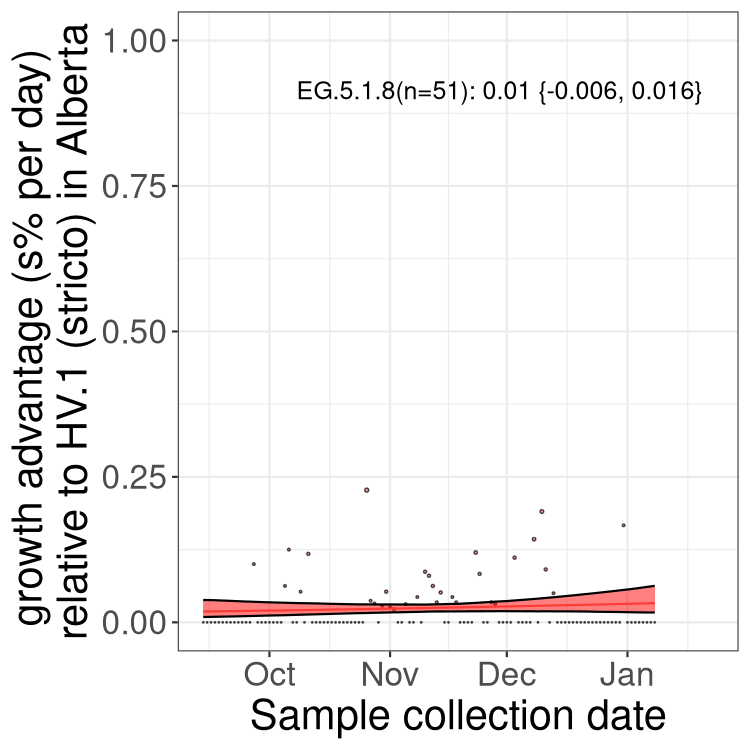 growth advantage (s% per day)
relative to HV.1 (stricto) in Alberta
1.00
0.75
0.50
0.25
0.00
EG.5.1.8(n=51): 0.01 {-0.006, 0.016}
Oct Nov Dec Jan
Sample collection date